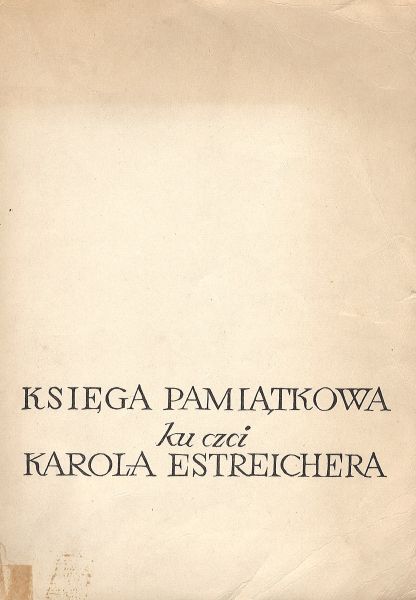 KSIĘGA PAMIĄTKOWA
ku czci
KAROLA ESTREICHERA